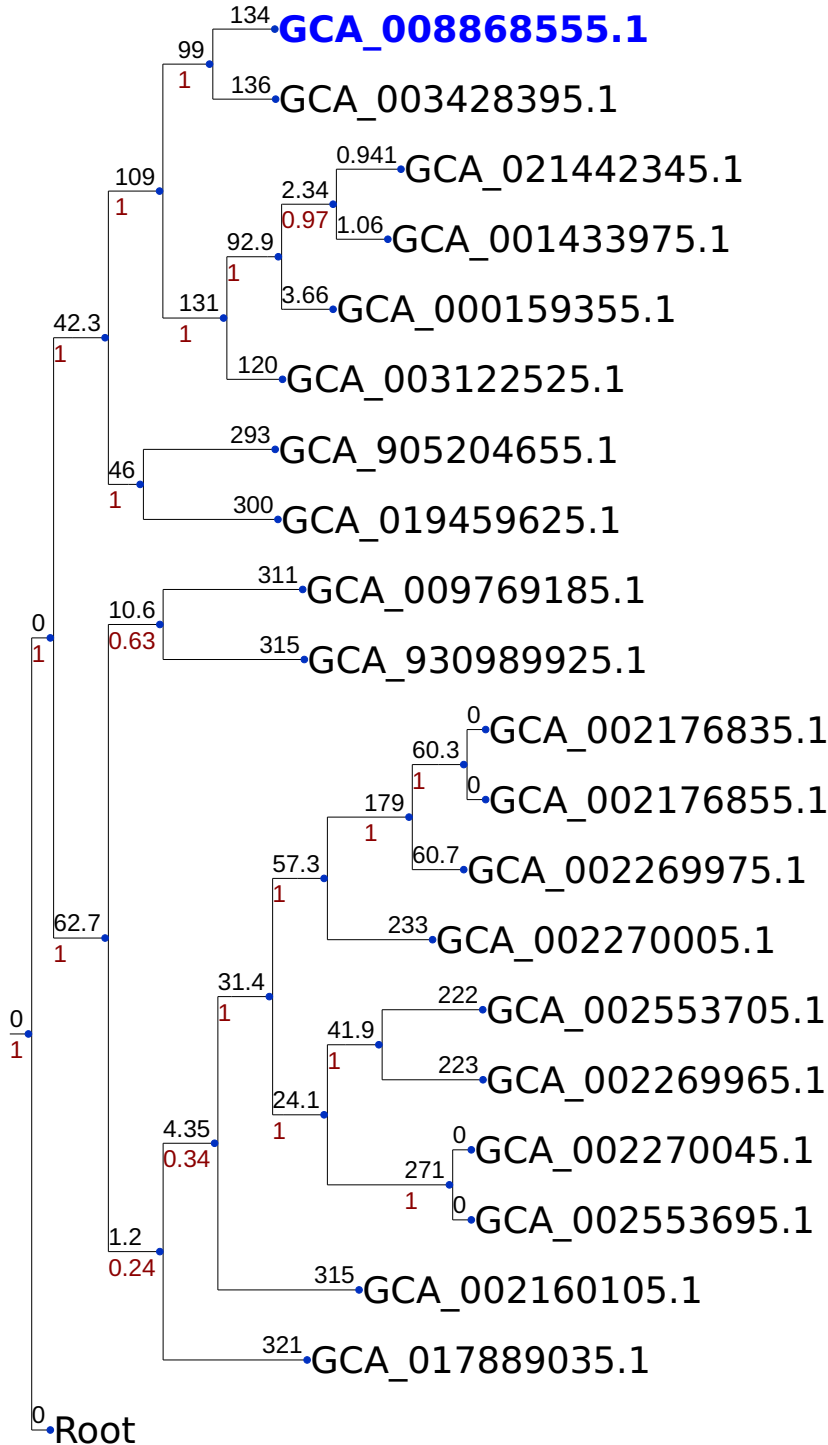 134
GCA_008868555.1
99
1
136
GCA_003428395.1
0.941
GCA_021442345.1
109
1
2.34
0.97
1.06
GCA_001433975.1
92.9
1
3.66
GCA_000159355.1
131
1
42.3
1
120
GCA_003122525.1
293
GCA_905204655.1
46
1
300
GCA_019459625.1
311
GCA_009769185.1
10.6
0.63
0
1
315
GCA_930989925.1
0
GCA_002176835.1
60.3
1
0
GCA_002176855.1
179
1
60.7
GCA_002269975.1
57.3
1
62.7
1
233
GCA_002270005.1
31.4
1
222
GCA_002553705.1
0
1
41.9
1
223
GCA_002269965.1
24.1
1
4.35
0.34
0
GCA_002270045.1
271
1
0
GCA_002553695.1
1.2
0.24
315
GCA_002160105.1
321
GCA_017889035.1
0
Root